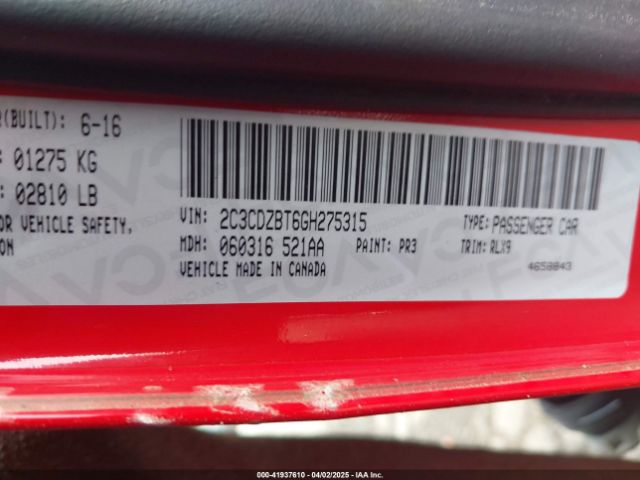 R(BUILT): 6-16
: 01275 KG
: 02810 LB
OR VEHICLE SAFETY,
ION
VIN: 2C3CDZBT6GH275315
TYPE: PASSENGER CAR
MDH: 060316 521AA
PAINT: PR3
TRIM: RLX9
VEHICLE MADE IN CANADA
4658843
000-41937610 - 04/02/2025 - IAA Inc.